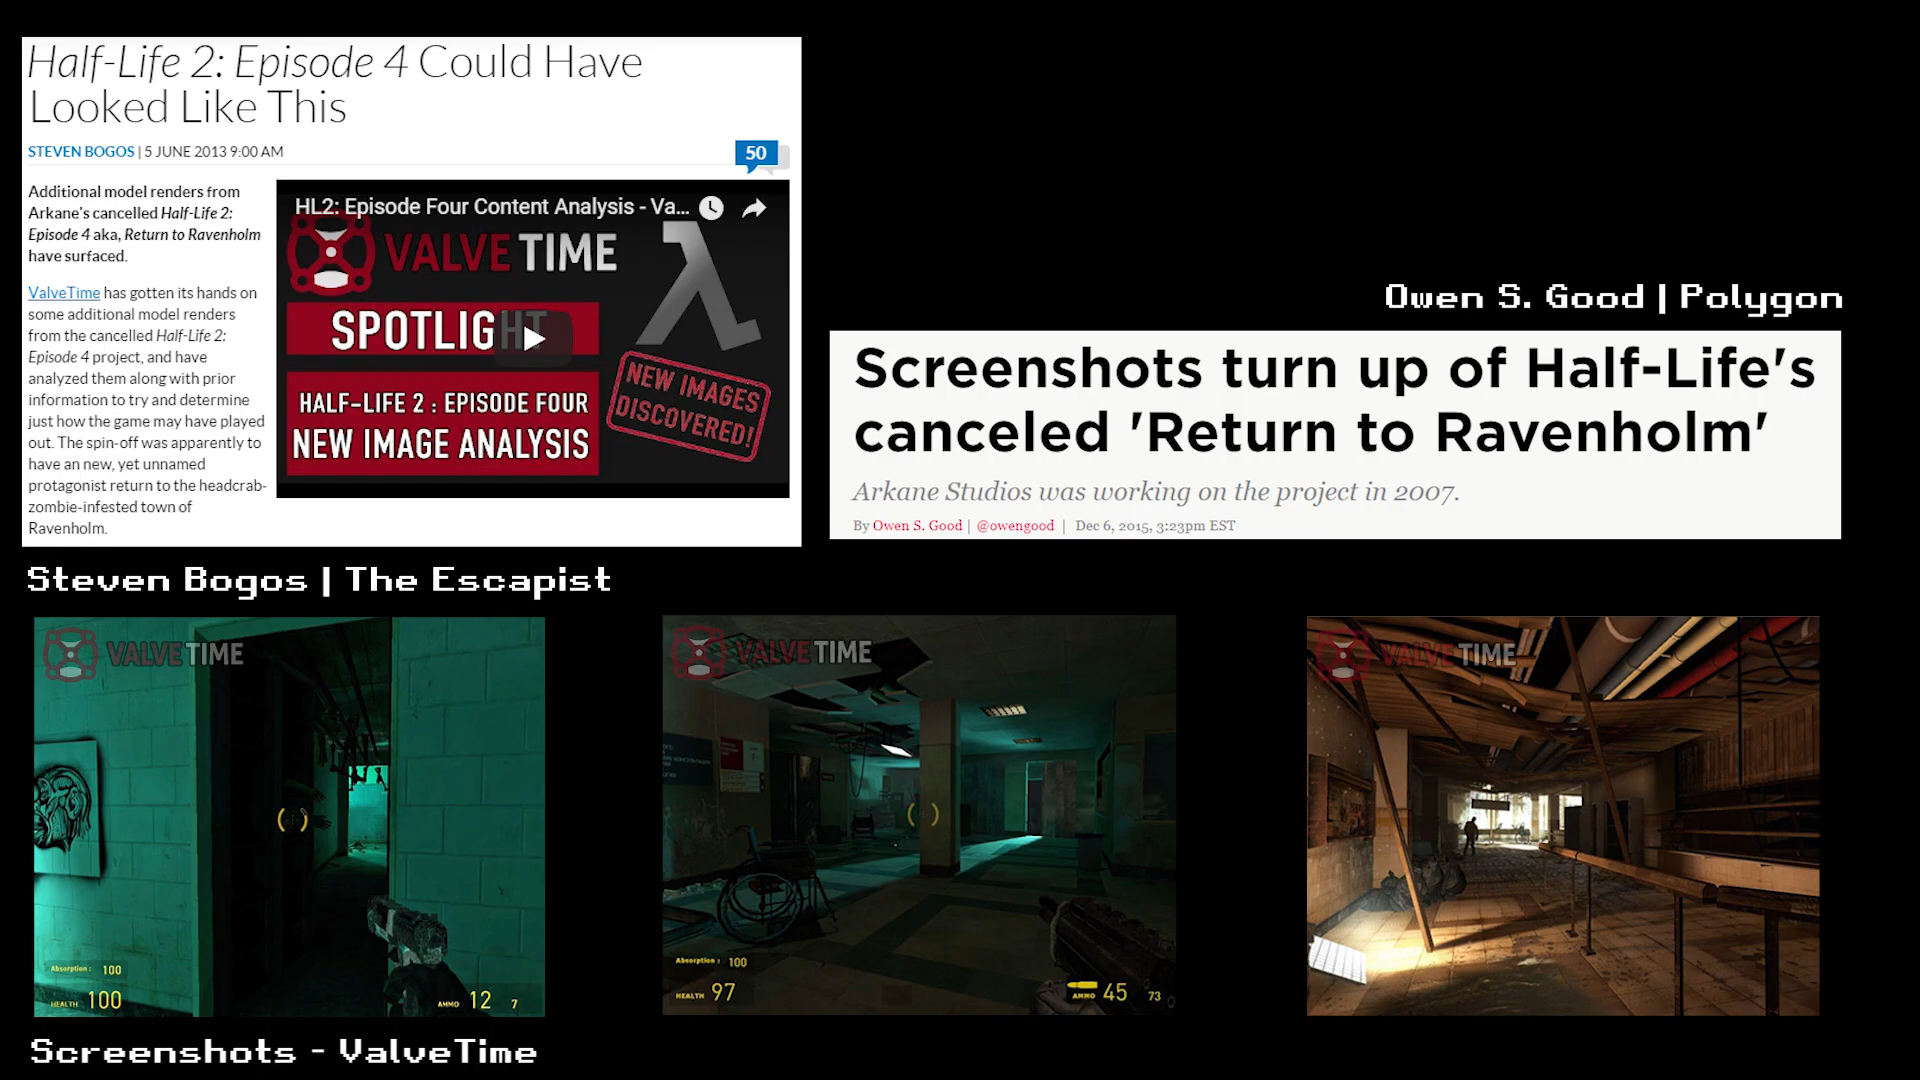 Half-Life 2: Episode 4 Could Have
Looked Like This
STEVEN BOGOS | 5 JUNE 2013 9:00 AM
50
Additional model renders from
Arkane's cancelled Half-Life 2:
Episode 4 aka, Return to Ravenholm
have surfaced.
ValveTime has gotten its hands on
some additional model renders
from the cancelled Half-Life 2:
Episode 4 project, and have
analyzed them along with prior
information to try and determine
just how the game may have played
out. The spin-off was apparently to
have an new, yet unnamed
protagonist return to the headcrab-
zombie-infested town of
Ravenholm.
HL2: Episode Four Content Analysis - Va...
VALVE TIME
SPOTLIGHT
HALF-LIFE 2 : EPISODE FOUR
NEW IMAGE ANALYSIS
NEW IMAGES
DISCOVERED!
Owen S. Good | Polygon
Screenshots turn up of Half-Life's
canceled 'Return to Ravenholm'
Arkane Studios was working on the project in 2007.
By Owen S. Good | @owengood | Dec 6, 2015, 3:23pm EST
Steven Bogos | The Escapist
VALVE TIME
Absorption : 100
HEALTH 100
AMMO 12 7
VALVE TIME
Absorption : 100
HEALTH 97
AMMO 45 73
VALVE TIME
Screenshots - ValveTime